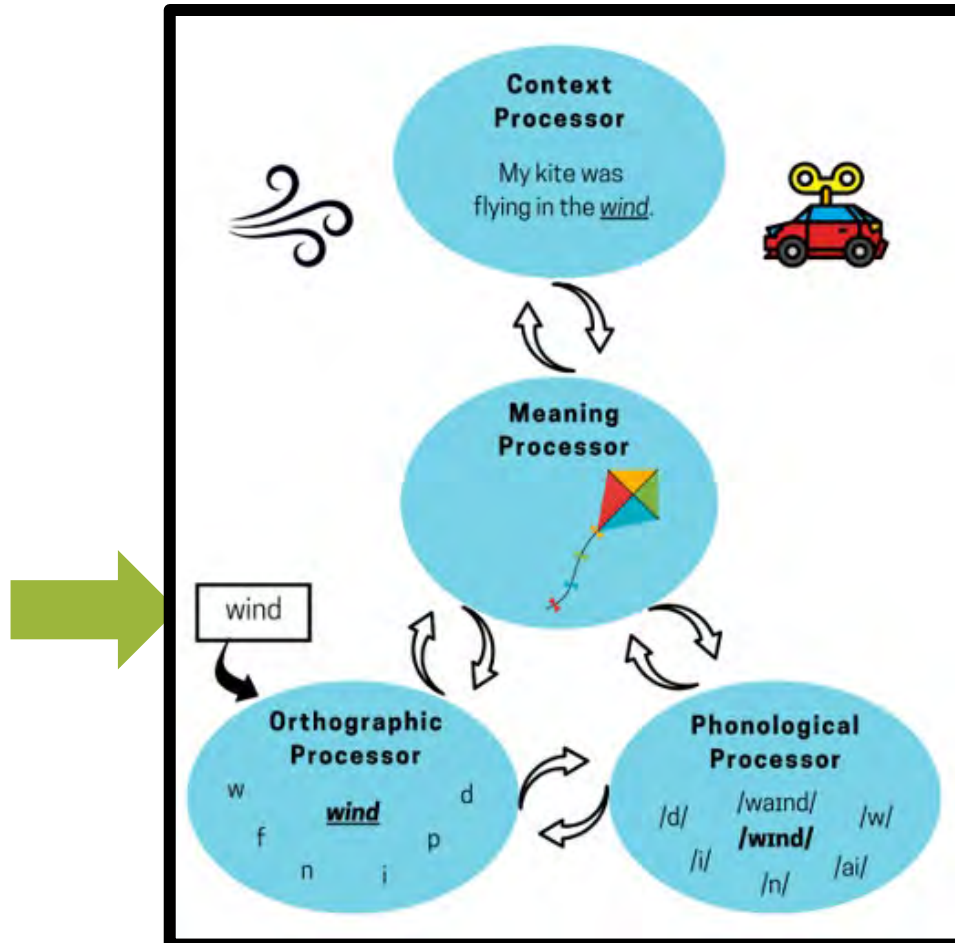 Context
Processor
My kite was
flying in the wind.
Meaning
Processor
wind
Orthographic
Processor
w
wind
d
f
p
n
i
Phonological
Processor
/waɪnd/
/d/
/w/
/wɪnd/
/i/
/ai/
/n/